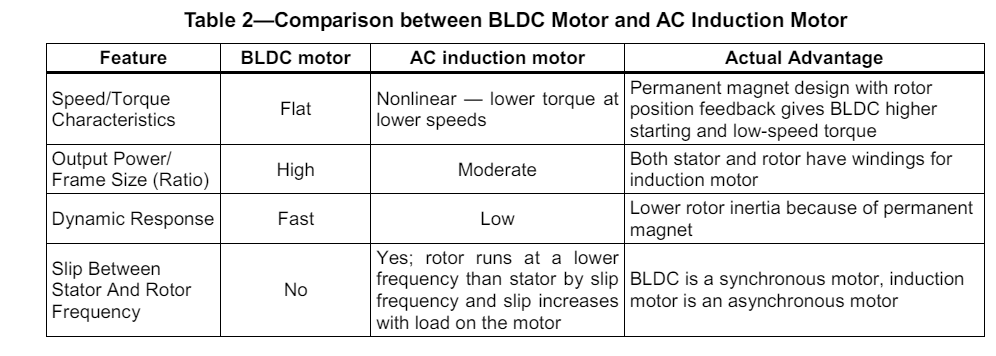 Table 2—Comparison between BLDC Motor and AC Induction Motor
Feature
BLDC motor
AC induction motor
Actual Advantage
Speed/Torque
Characteristics
Flat
Nonlinear — lower torque at
lower speeds
Permanent magnet design with rotor
position feedback gives BLDC higher
starting and low-speed torque
Output Power/
Frame Size (Ratio)
High
Moderate
Both stator and rotor have windings for
induction motor
Dynamic Response
Fast
Low
Lower rotor inertia because of permanent
magnet
Slip Between
Stator And Rotor
Frequency
No
Yes; rotor runs at a lower
frequency than stator by slip
frequency and slip increases
with load on the motor
BLDC is a synchronous motor, induction
motor is an asynchronous motor